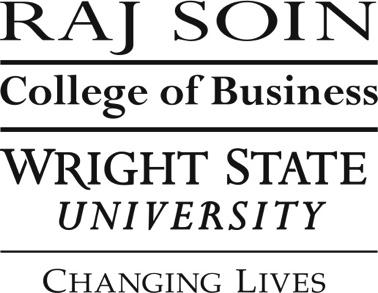 RAJ SOIN
College of Business
WRIGHT STATE
UNIVERSITY
CHANGING LIVES